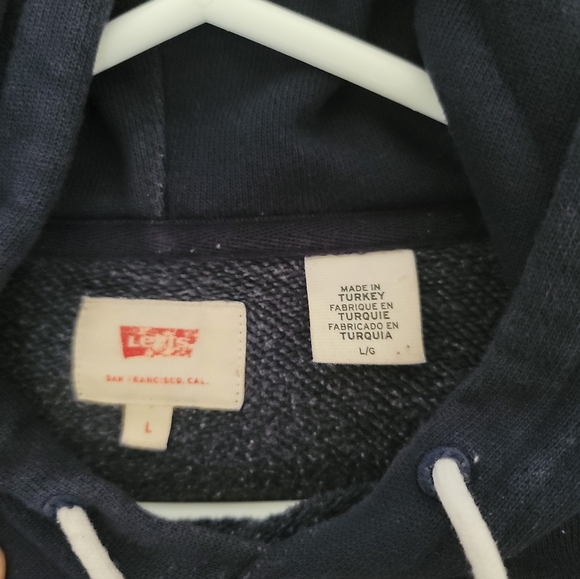 Levi's
SAN FRANCISCO, CAL.
L
MADE IN
TURKEY
FABRIQUE EN
TURQUIE
FABRICADO EN
TURQUIA
L/G